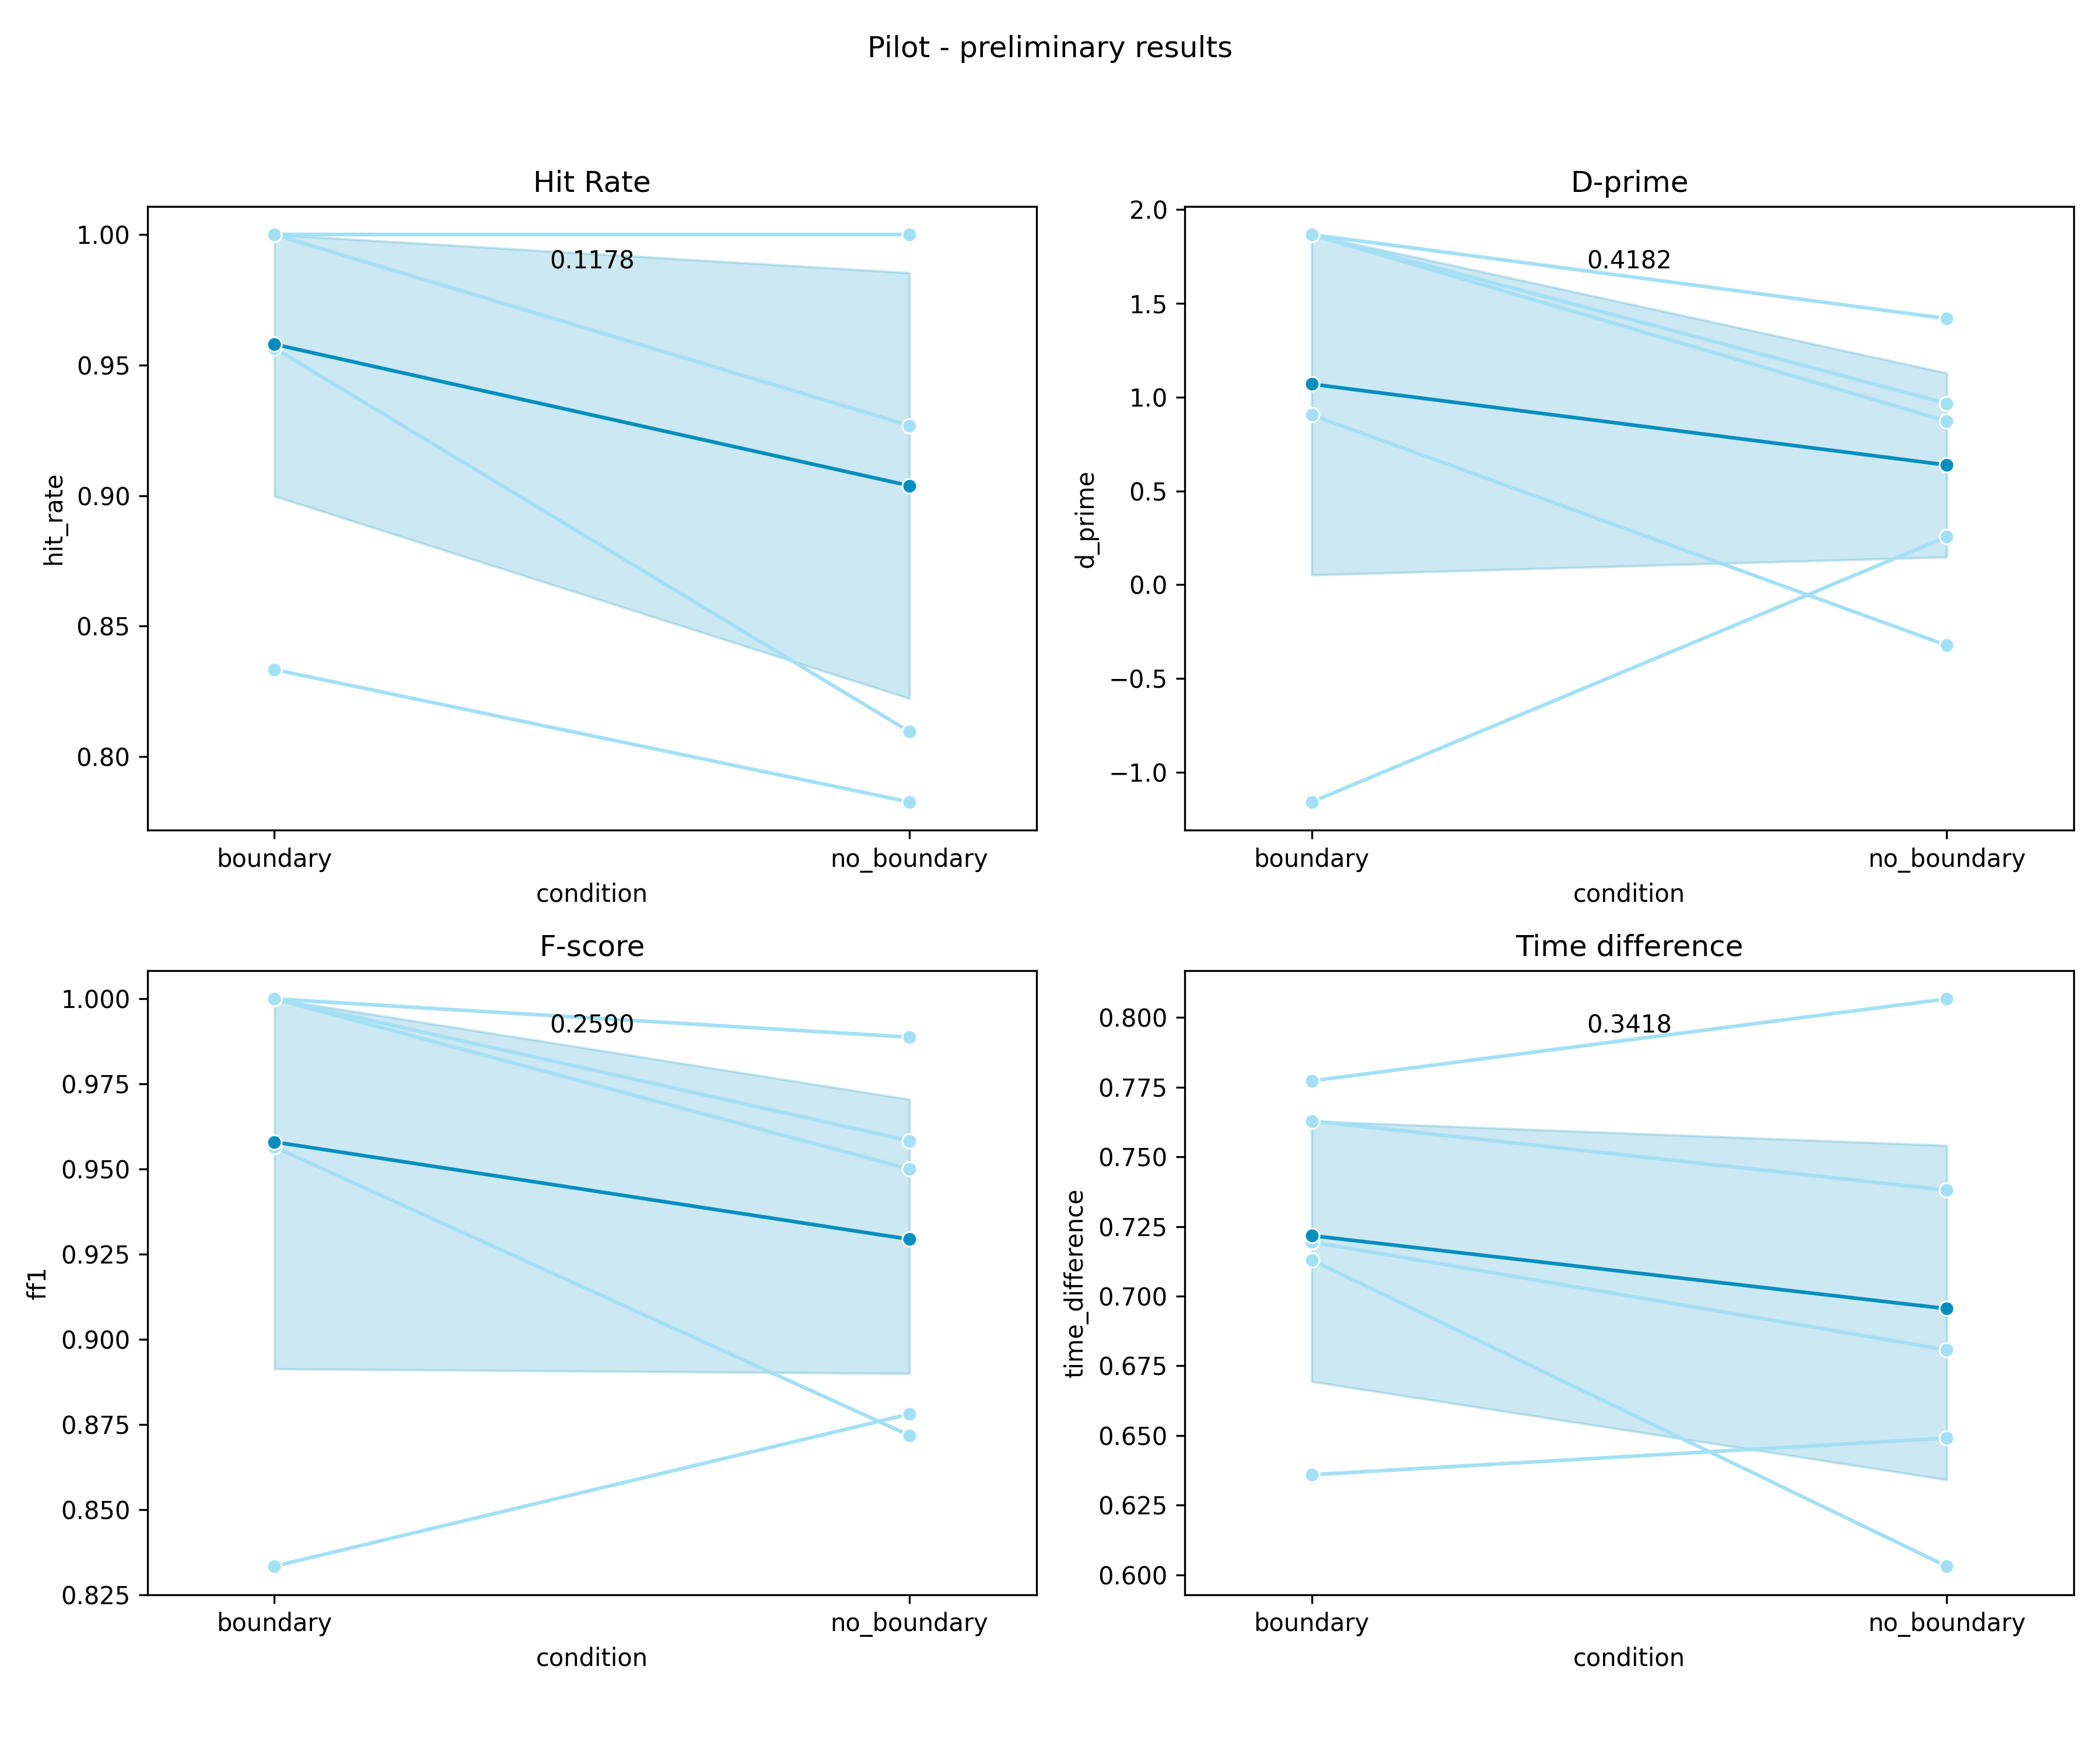 Pilot - preliminary results
Hit Rate
1.00
0.95
0.90
0.85
0.80
hit_rate
0.1178
boundary
no_boundary
condition
D-prime
2.0
1.5
1.0
0.5
0.0
−0.5
−1.0
d_prime
0.4182
boundary
no_boundary
condition
F-score
1.000
0.975
0.950
0.925
0.900
0.875
0.850
0.825
ff1
0.2590
boundary
no_boundary
condition
Time difference
0.800
0.775
0.750
0.725
0.700
0.675
0.650
0.625
0.600
time_difference
0.3418
boundary
no_boundary
condition